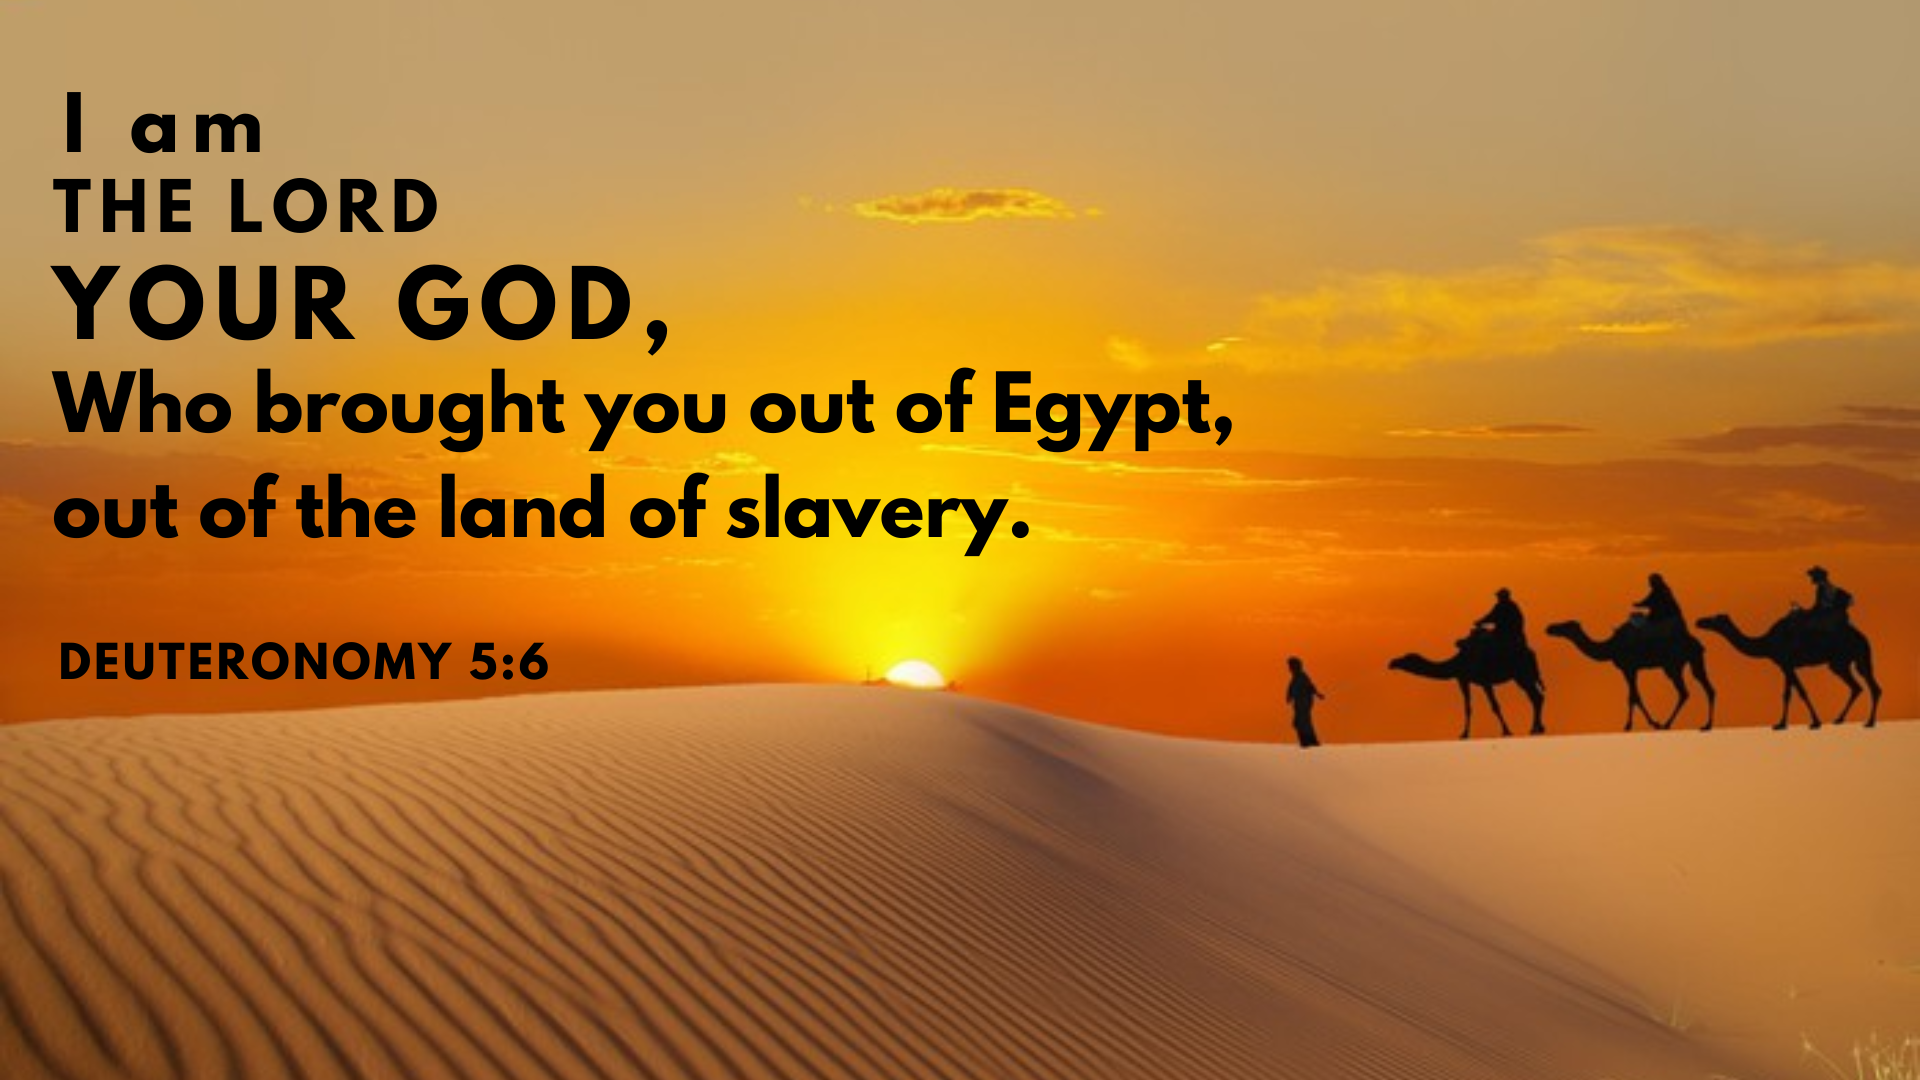 I am
THE LORD
YOUR GOD,
Who brought you out of Egypt,
out of the land of slavery.
DEUTERONOMY 5:6